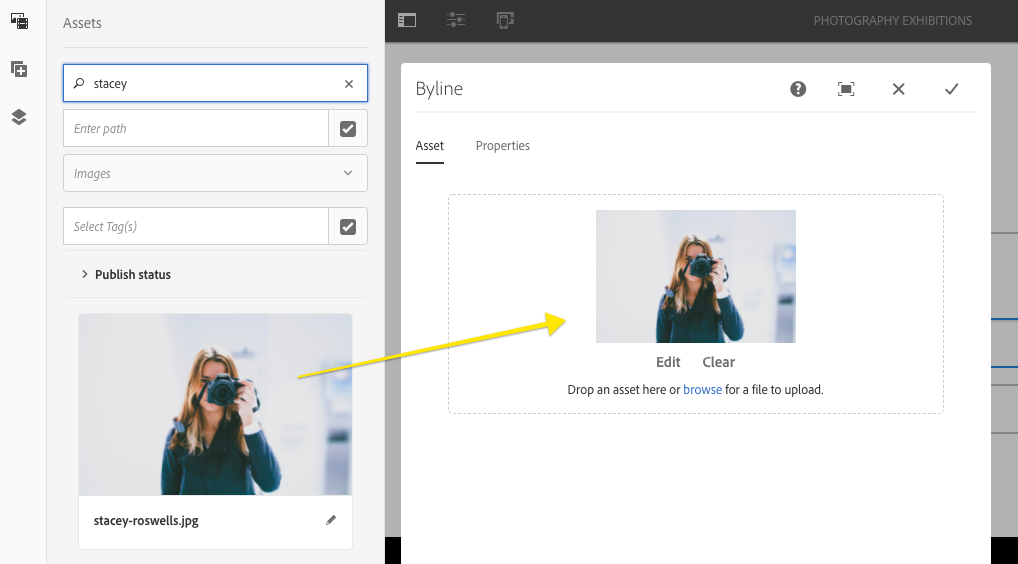 Assets
stacey
Enter path
Images
Select Tag(s)
Publish status
stacey-roswells.jpg
PHOTOGRAPHY EXHIBITIONS
Byline
Asset Properties
Edit Clear
Drop an asset here or browse for a file to upload.